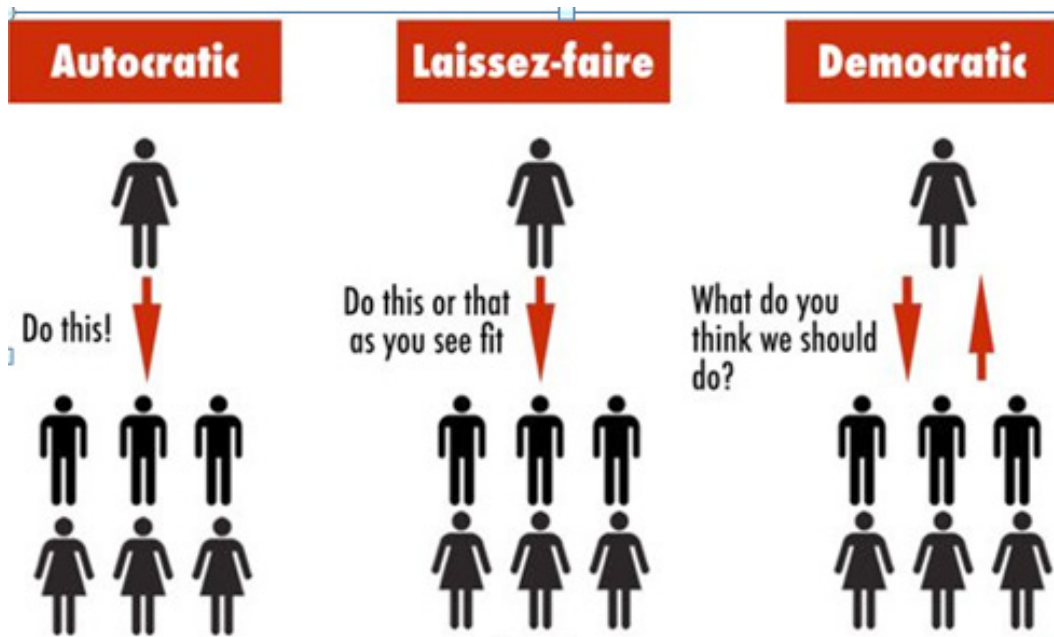 Autocratic
Laissez-faire
Democratic
Do this!
Do this or that
as you see fit
What do you
think we should
do?